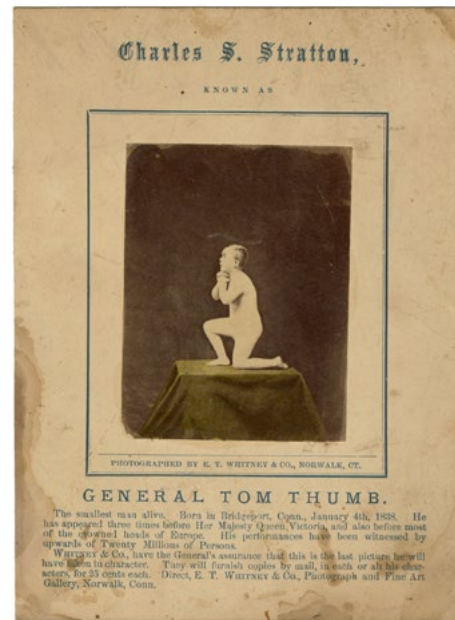 Charles S. Stratton,
KNOWN AS
PHOTOGRAPHED BY E. T. WHITNEY & CO., NORWALK, CT.
GENERAL TOM THUMB.
The smallest man alive. Born in Bridgeport, Conn., January 4th, 1838. He
has appeared three times before Her Majesty Queen Victoria, and also before most
of the crowned heads of Europe. His performances have been witnessed by
upwards of Twenty Millions of Persons.
WHITNEY & CO., have the General's assurance that this is the last picture he will
have taken in character. They will furnish copies by mail, in each or all his char-
acters, for 25 cents each. Direct, E. T. WHITNEY & CO., Photograph and Fine Art
Gallery, Norwalk, Conn.